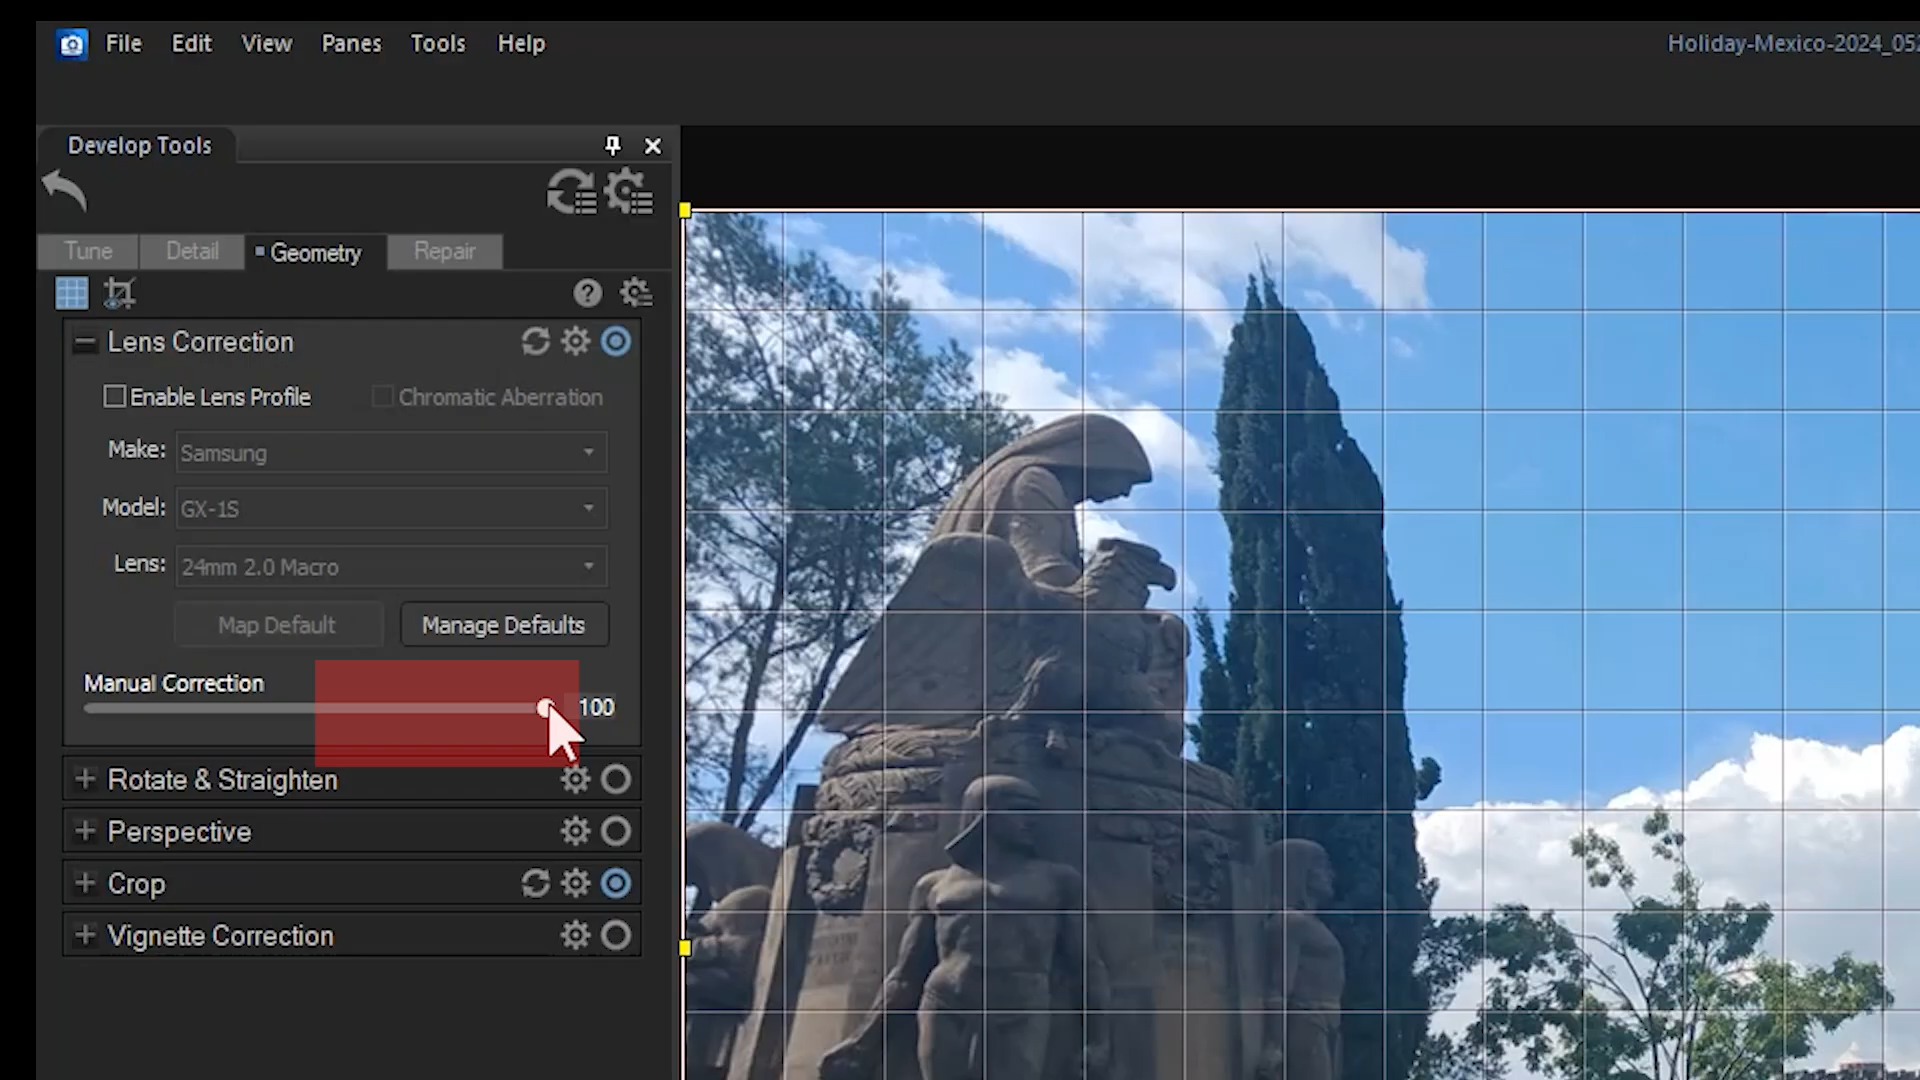 File Edit View Panes Tools Help
Holiday-Mexico-2024_052
Develop Tools
Tune Detail Geometry Repair
Lens Correction
Enable Lens Profile Chromatic Aberration
Make: Samsung
Model: GX-1S
Lens: 24mm 2.0 Macro
Map Default Manage Defaults
Manual Correction
100
Rotate & Straighten
Perspective
Crop
Vignette Correction